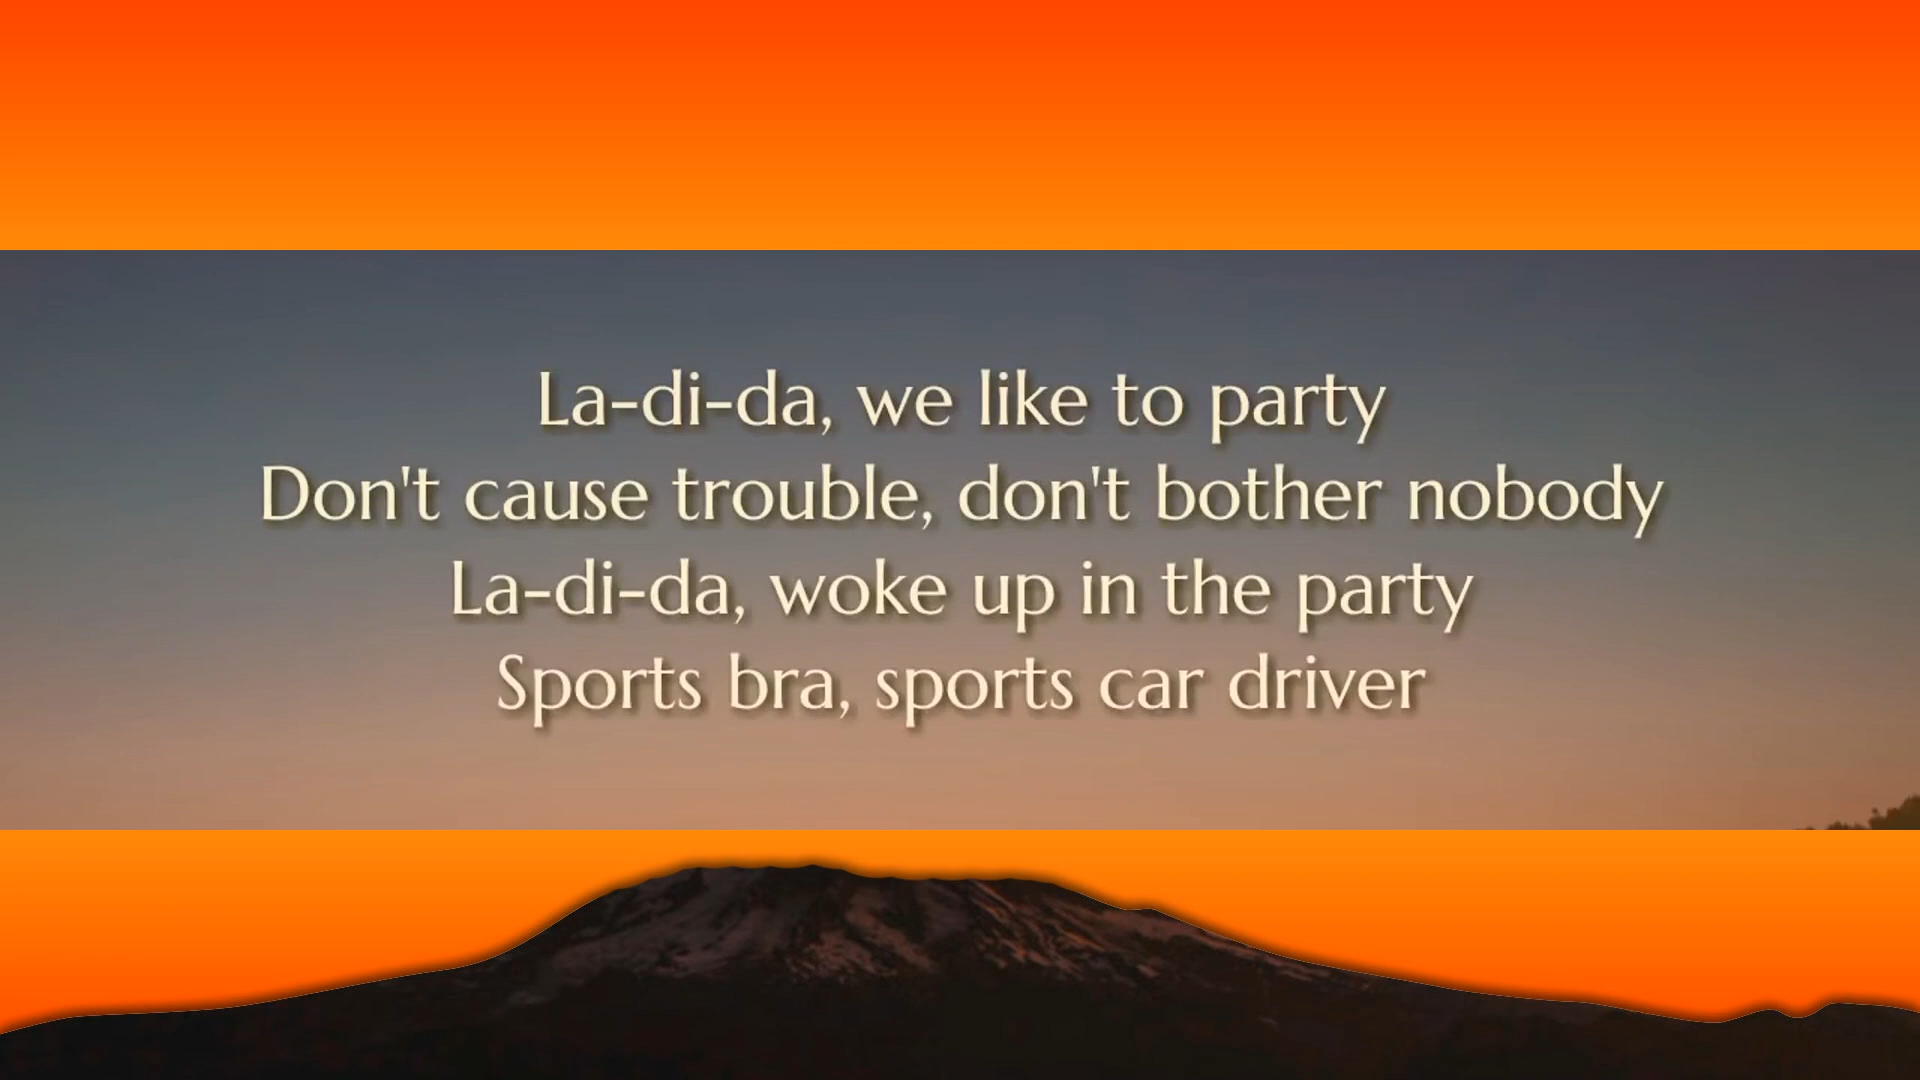 La-di-da, we like to party
Don't cause trouble, don't bother nobody
La-di-da, woke up in the party
Sports bra, sports car driver